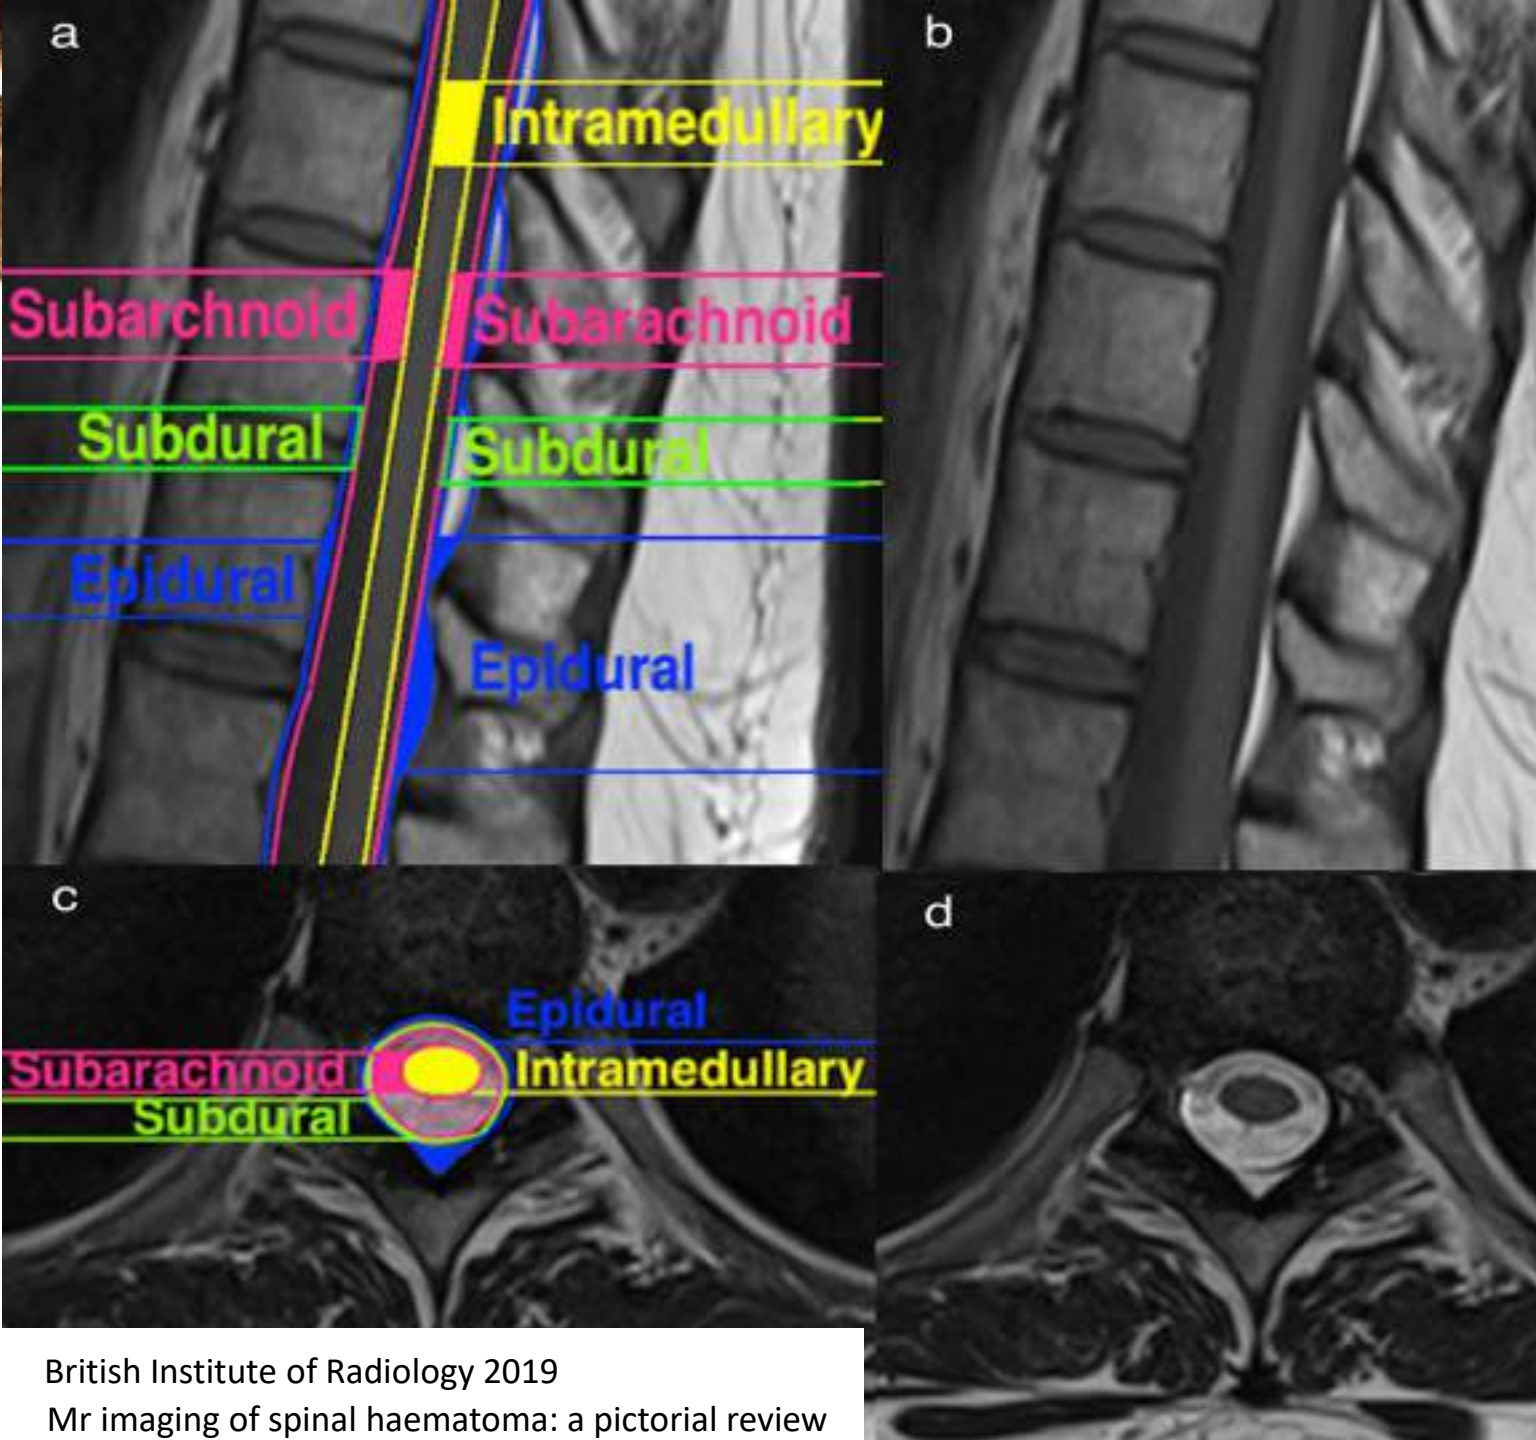 a
b
Intramedullary
Subarchnoid
Subarachnoid
Subdural
Subdural
Epidural
Epidural
c
d
Epidural
Subarachnoid
Intramedullary
Subdural
British Institute of Radiology 2019
Mr imaging of spinal haematoma: a pictorial review